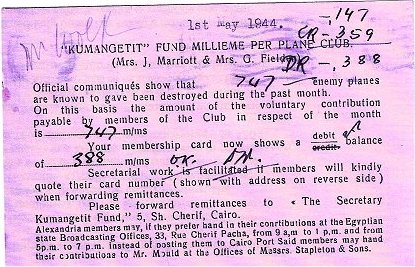 1st May 1944.
- .147
CR - 359
"KUMANGETIT" FUND MILLIEME PER PLANE CLUB.
(Mrs. J, Marriott & Mrs. G. Fielden) DR - .388
Official communiqués show that 747 enemy planes
are known to gave been destroyed during the past month.
On this basis the amount of the voluntary contribution
payable by members of the Club in respect of the month
is 747 m/ms
Your membership card now shows a debit credit balance
of 388 m/ms
Secretarial work is facilitated if members will kindly
quote their card number (shown with address on reverse side)
when forwarding remittances.
Please forward remittances to « The Secretary
Kumangetit Fund," 5, Sh. Cherif, Cairo.
Alexandria members may, if they prefer hand in their conrtibutions at the Egyptian
state Broadcasting Offices, 33, Rue Cherif Pacha, from 9 a.m to 1 p.m. and from
5p.m. to 7 p.m. instead of posting them to Cairo Port Said members may hand
their contributions to Mr. Mould at the Offices of Massrs. Stapleton & Sons.